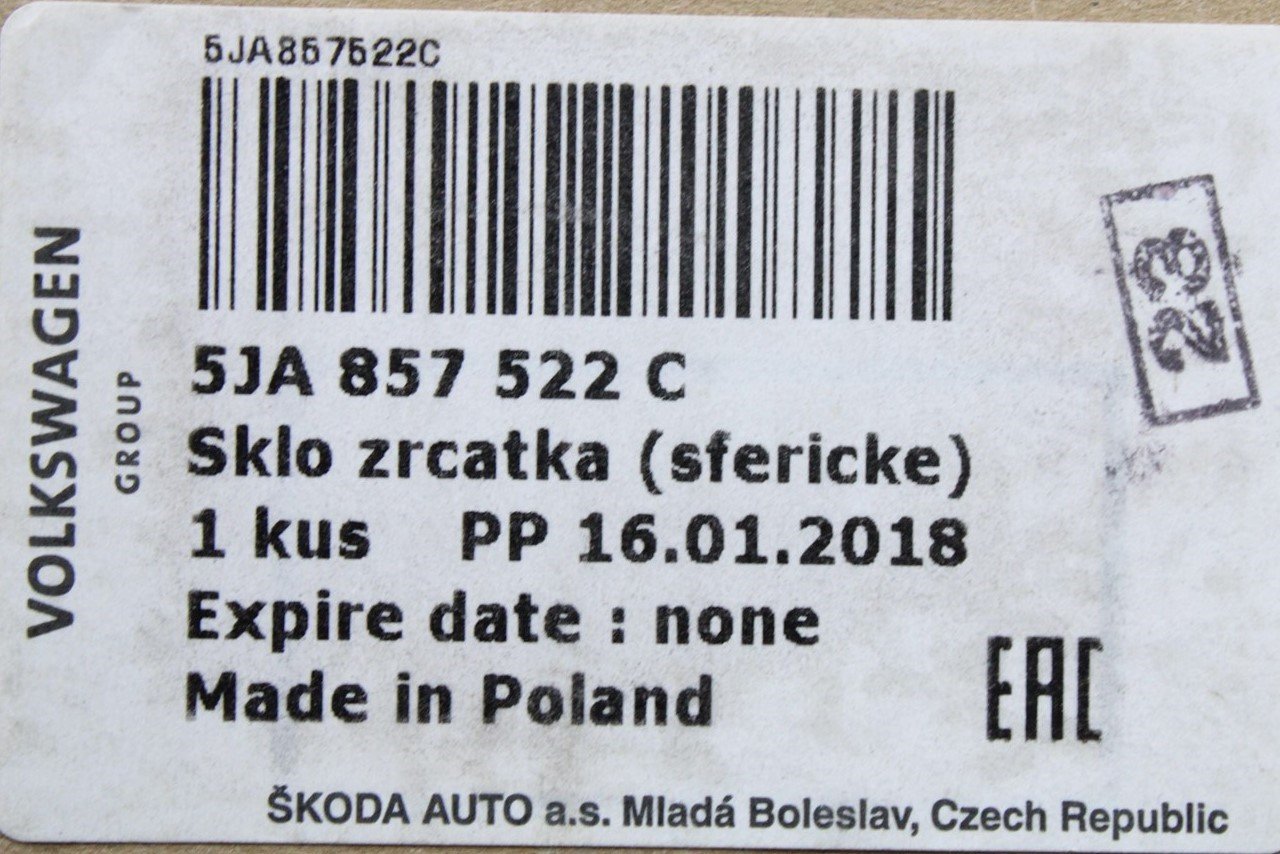 5JA857522C
5JA 857 522 C
Sklo zrcatka (sfericke)
1 kus PP 16.01.2018
Expire date : none
Made in Poland
EAC
ŠKODA AUTO a.s. Mladá Boleslav, Czech Republic
VOLKSWAGEN
GROUP
23